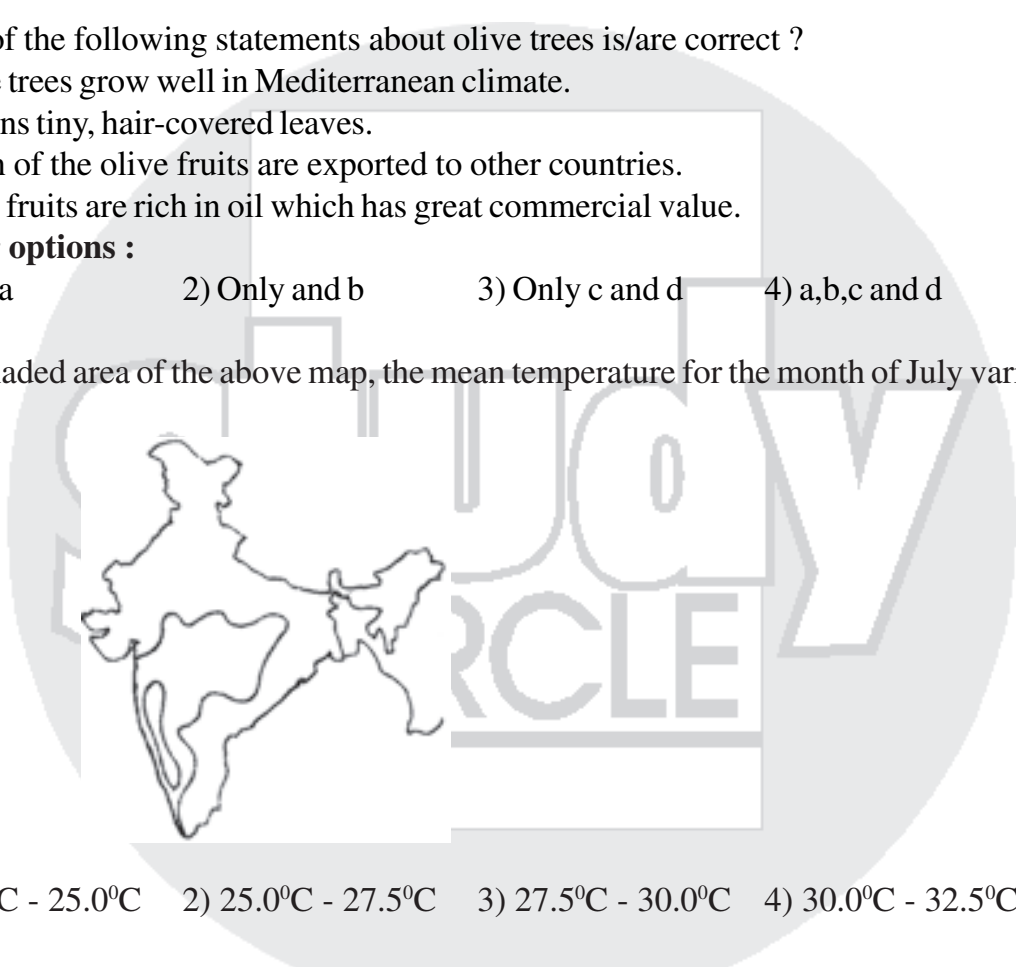 of the following statements about olive trees is/are correct ?
trees grow well in Mediterranean climate.
ns tiny, hair-covered leaves.
of the olive fruits are exported to other countries.
fruits are rich in oil which has great commercial value.
options :
a 2) Only and b 3) Only c and d 4) a,b,c and d
aded area of the above map, the mean temperature for the month of July vari
study
RCLE
C - 25.0⁰C 2) 25.0⁰C - 27.5⁰C 3) 27.5⁰C - 30.0⁰C 4) 30.0⁰C - 32.5⁰C